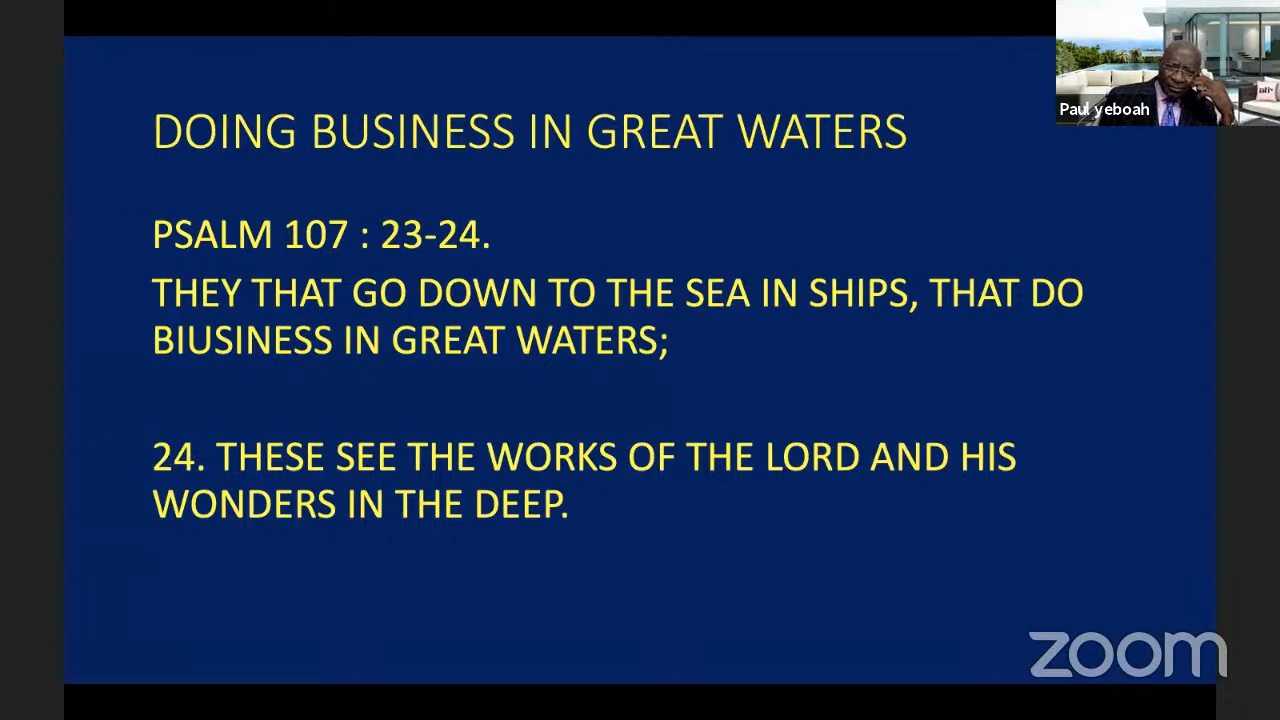 DOING BUSINESS IN GREAT WATERS
PSALM 107 : 23-24.
THEY THAT GO DOWN TO THE SEA IN SHIPS, THAT DO
BIUSINESS IN GREAT WATERS;
24. THESE SEE THE WORKS OF THE LORD AND HIS
WONDERS IN THE DEEP.
Paul yeboah
zoom